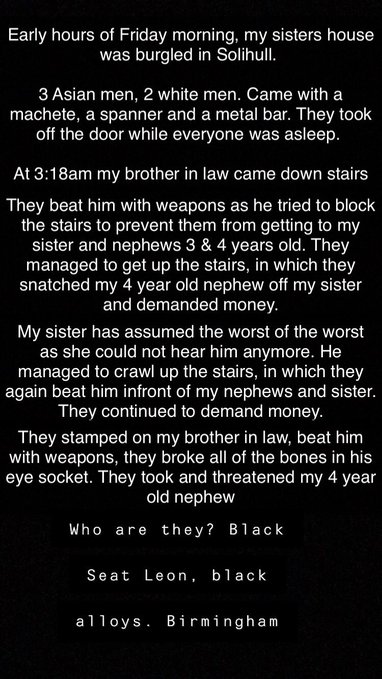 Early hours of Friday morning, my sisters house
was burgled in Solihull.
3 Asian men, 2 white men. Came with a
machete, a spanner and a metal bar. They took
off the door while everyone was asleep.
At 3:18am my brother in law came down stairs
They beat him with weapons as he tried to block
the stairs to prevent them from getting to my
sister and nephews 3 & 4 years old. They
managed to get up the stairs, in which they
snatched my 4 year old nephew off my sister
and demanded money.
My sister has assumed the worst of the worst
as she could not hear him anymore. He
managed to crawl up the stairs, in which they
again beat him infront of my nephews and sister.
They continued to demand money.
They stamped on my brother in law, beat him
with weapons, they broke all of the bones in his
eye socket. They took and threatened my 4 year
old nephew
Who are they? Black
Seat Leon, black
alloys. Birmingham